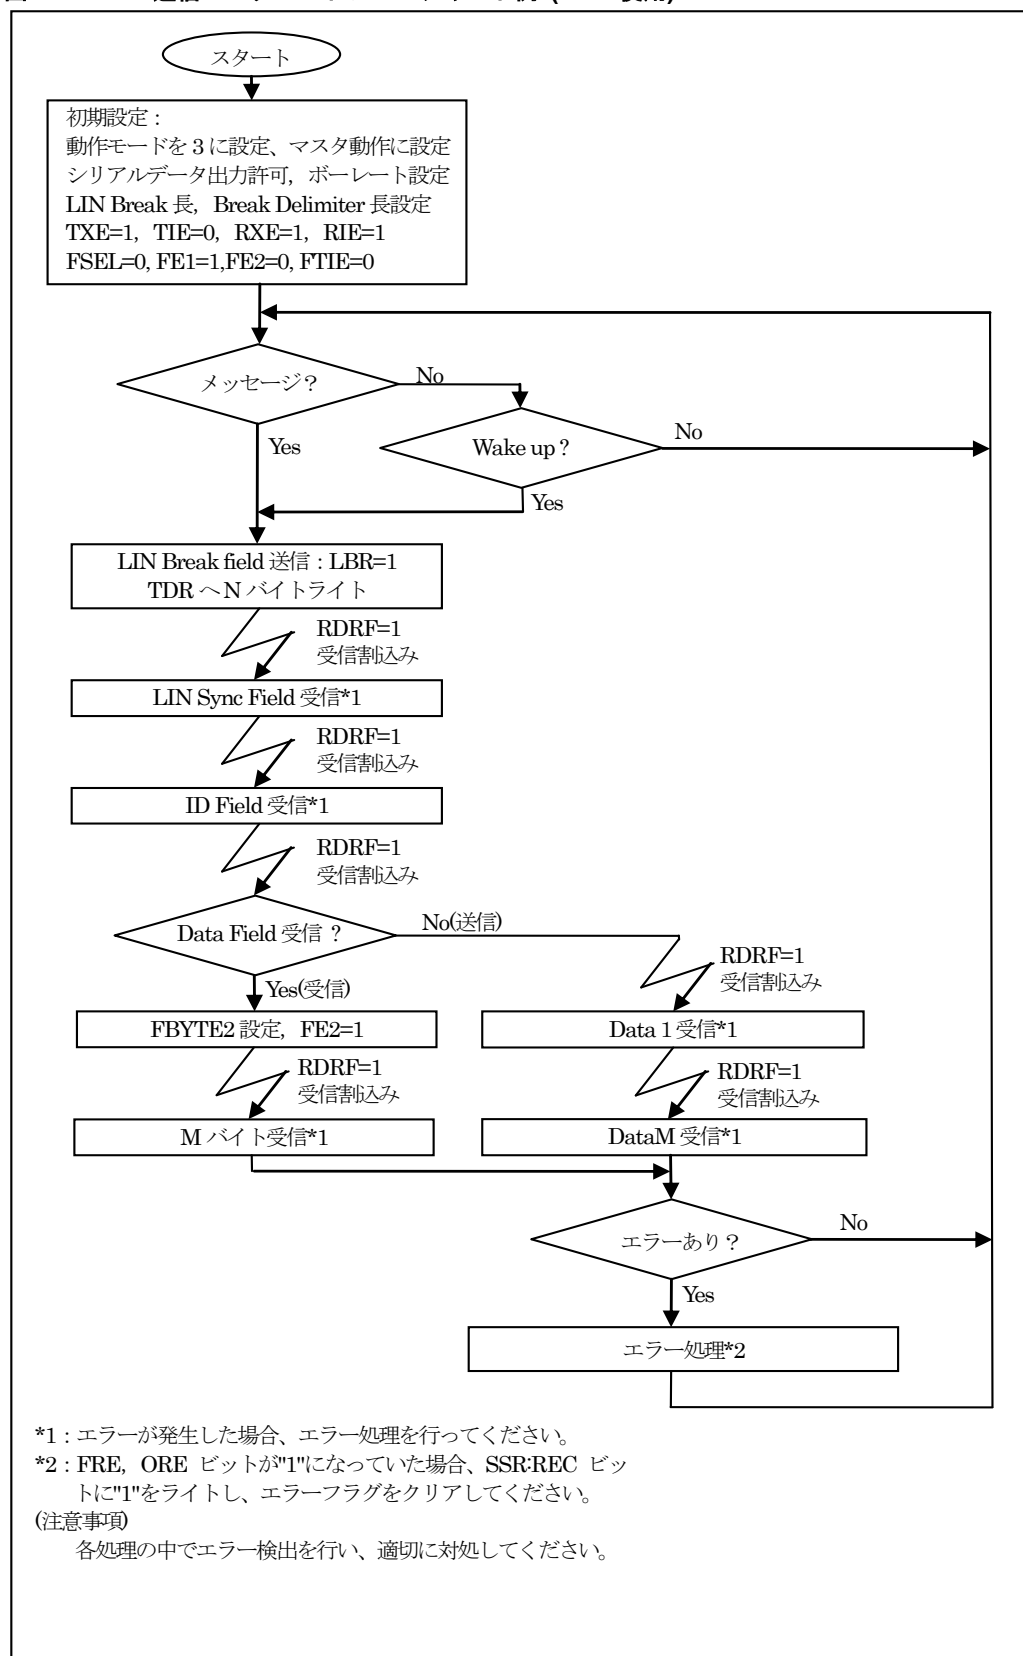 スタート
初期設定：
動作モードを 3 に設定、マスタ動作に設定
シリアルデータ出力許可，ボーレート設定
LIN Break 長，Break Delimiter 長設定
TXE=1，TIE=0，RXE=1，RIE=1
FSEL=0, FE1=1,FE2=0, FTIE=0
メッセージ？
No
Wake up？
No
Yes
Yes
LIN Break field 送信：LBR=1
TDR へ N バイトライト
RDRF=1
受信割込み
LIN Sync Field 受信*1
RDRF=1
受信割込み
ID Field 受信*1
RDRF=1
受信割込み
Data Field 受信？
No(送信)
RDRF=1
受信割込み
Yes(受信)
FBYTE2 設定，FE2=1
Data 1 受信*1
RDRF=1
受信割込み
RDRF=1
受信割込み
M バイト受信*1
DataM 受信*1
エラーあり？
No
Yes
エラー処理*2
*1：エラーが発生した場合、エラー処理を行ってください。
*2：FRE，ORE ビットが"1"になっていた場合、SSR:REC ビッ
トに"1"をライトし、エラーフラグをクリアしてください。
(注意事項)
各処理の中でエラー検出を行い、適切に対処してください。